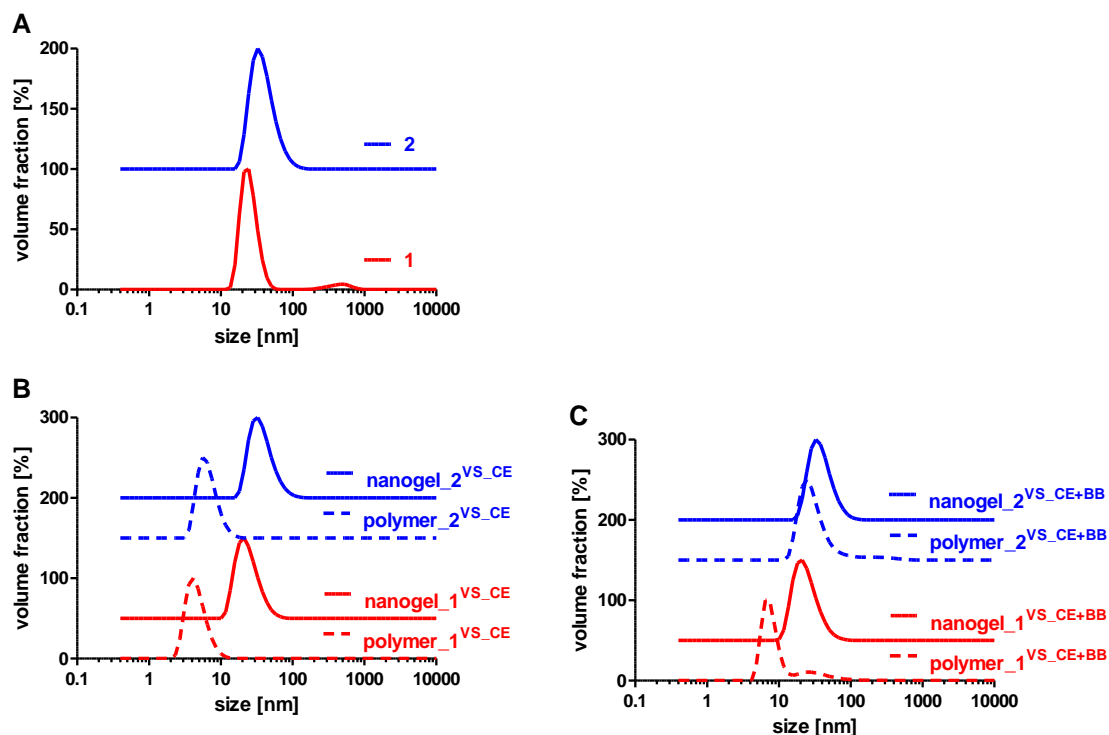 A
volume fraction [%]
200
150
100
50
0
2
1
0.1 1 10 100 1000 10000
size [nm]
B
volume fraction [%]
300
200
100
0
nanogel_2VS_CE
polymer_2VS_CE
nanogel_1VS_CE
polymer_1VS_CE
0.1 1 10 100 1000 10000
size [nm]
C
volume fraction [%]
300
200
100
0
nanogel_2VS_CE+BB
polymer_2VS_CE+BB
nanogel_1VS_CE+BB
polymer_1VS_CE+BB
0.1 1 10 100 1000 10000
size [nm]